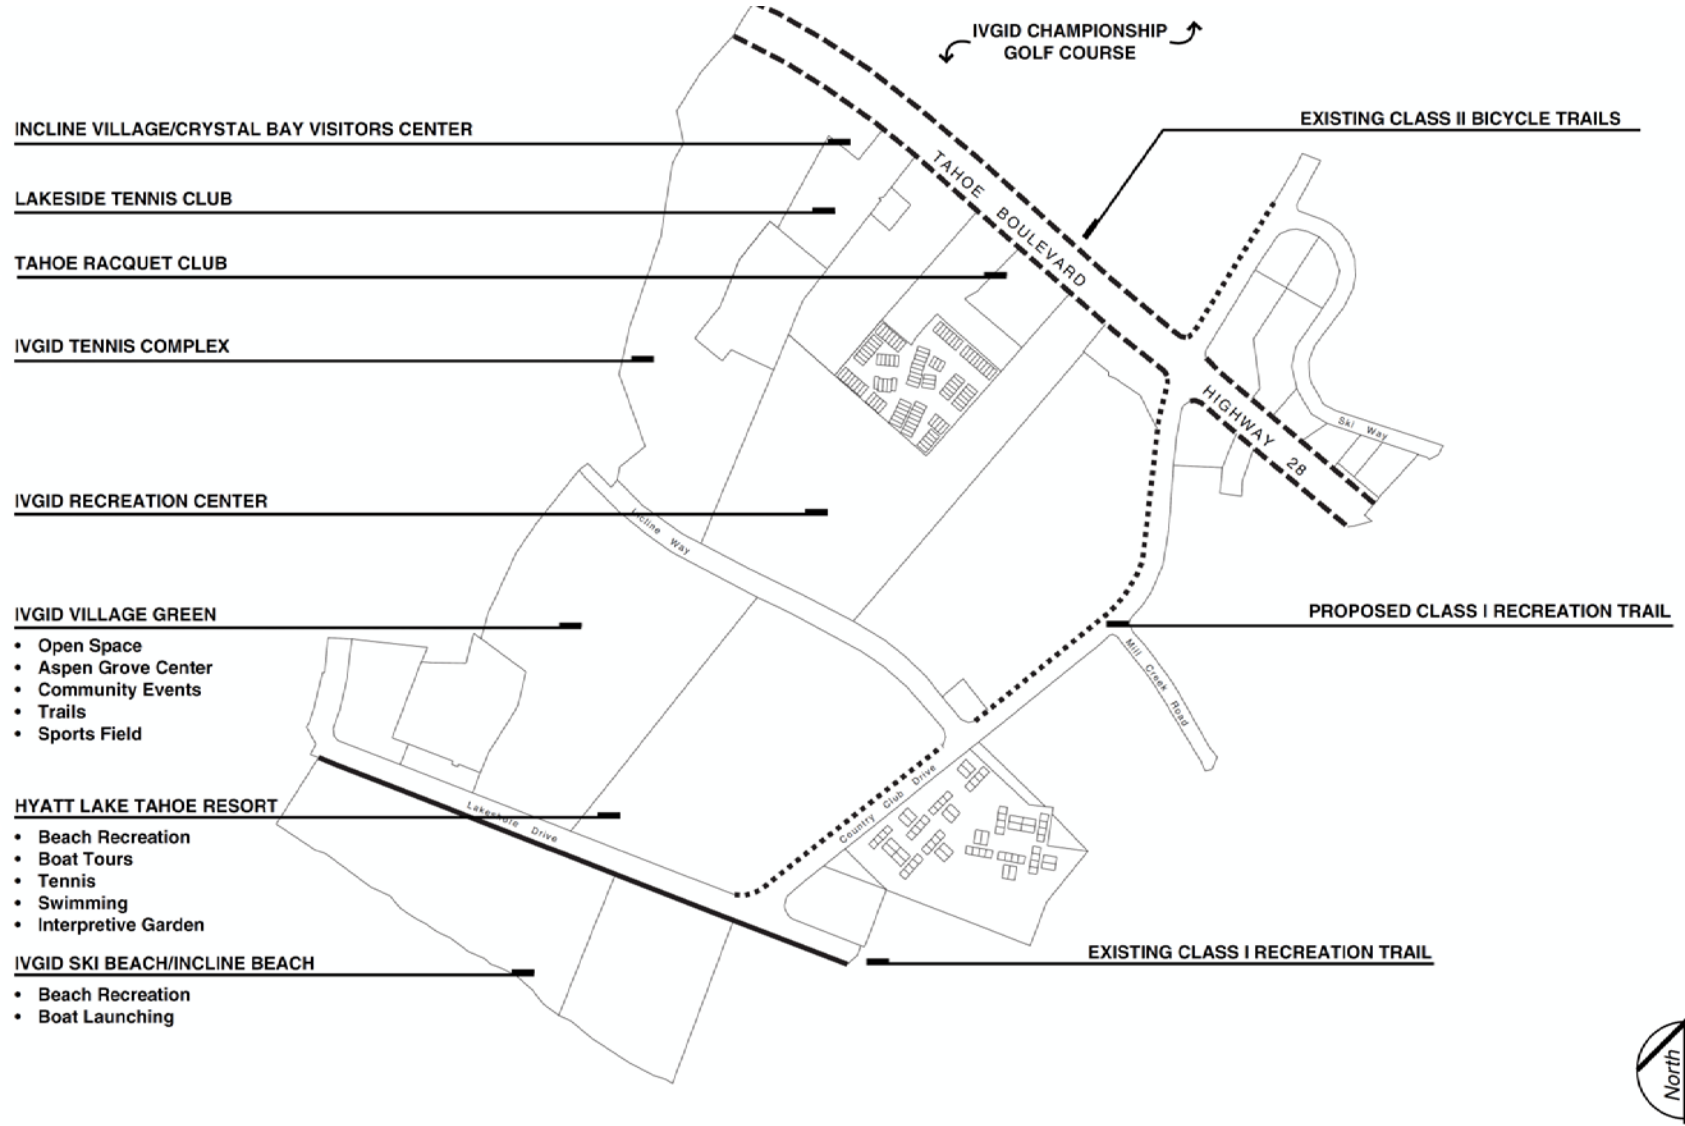 IVGID CHAMPIONSHIP
GOLF COURSE
INCLINE VILLAGE/CRYSTAL BAY VISITORS CENTER
EXISTING CLASS II BICYCLE TRAILS
LAKESIDE TENNIS CLUB
TAHOE BOULEVARD
TAHOE RACQUET CLUB
IVGID TENNIS COMPLEX
HIGHWAY 28
Ski Way
IVGID RECREATION CENTER
Incline Way
IVGID VILLAGE GREEN
• Open Space
• Aspen Grove Center
• Community Events
• Trails
• Sports Field
PROPOSED CLASS I RECREATION TRAIL
Mill Creek Road
Country Club Drive
HYATT LAKE TAHOE RESORT
• Beach Recreation
• Boat Tours
• Tennis
• Swimming
• Interpretive Garden
Lakeshore Drive
IVGID SKI BEACH/INCLINE BEACH
• Beach Recreation
• Boat Launching
EXISTING CLASS I RECREATION TRAIL
North